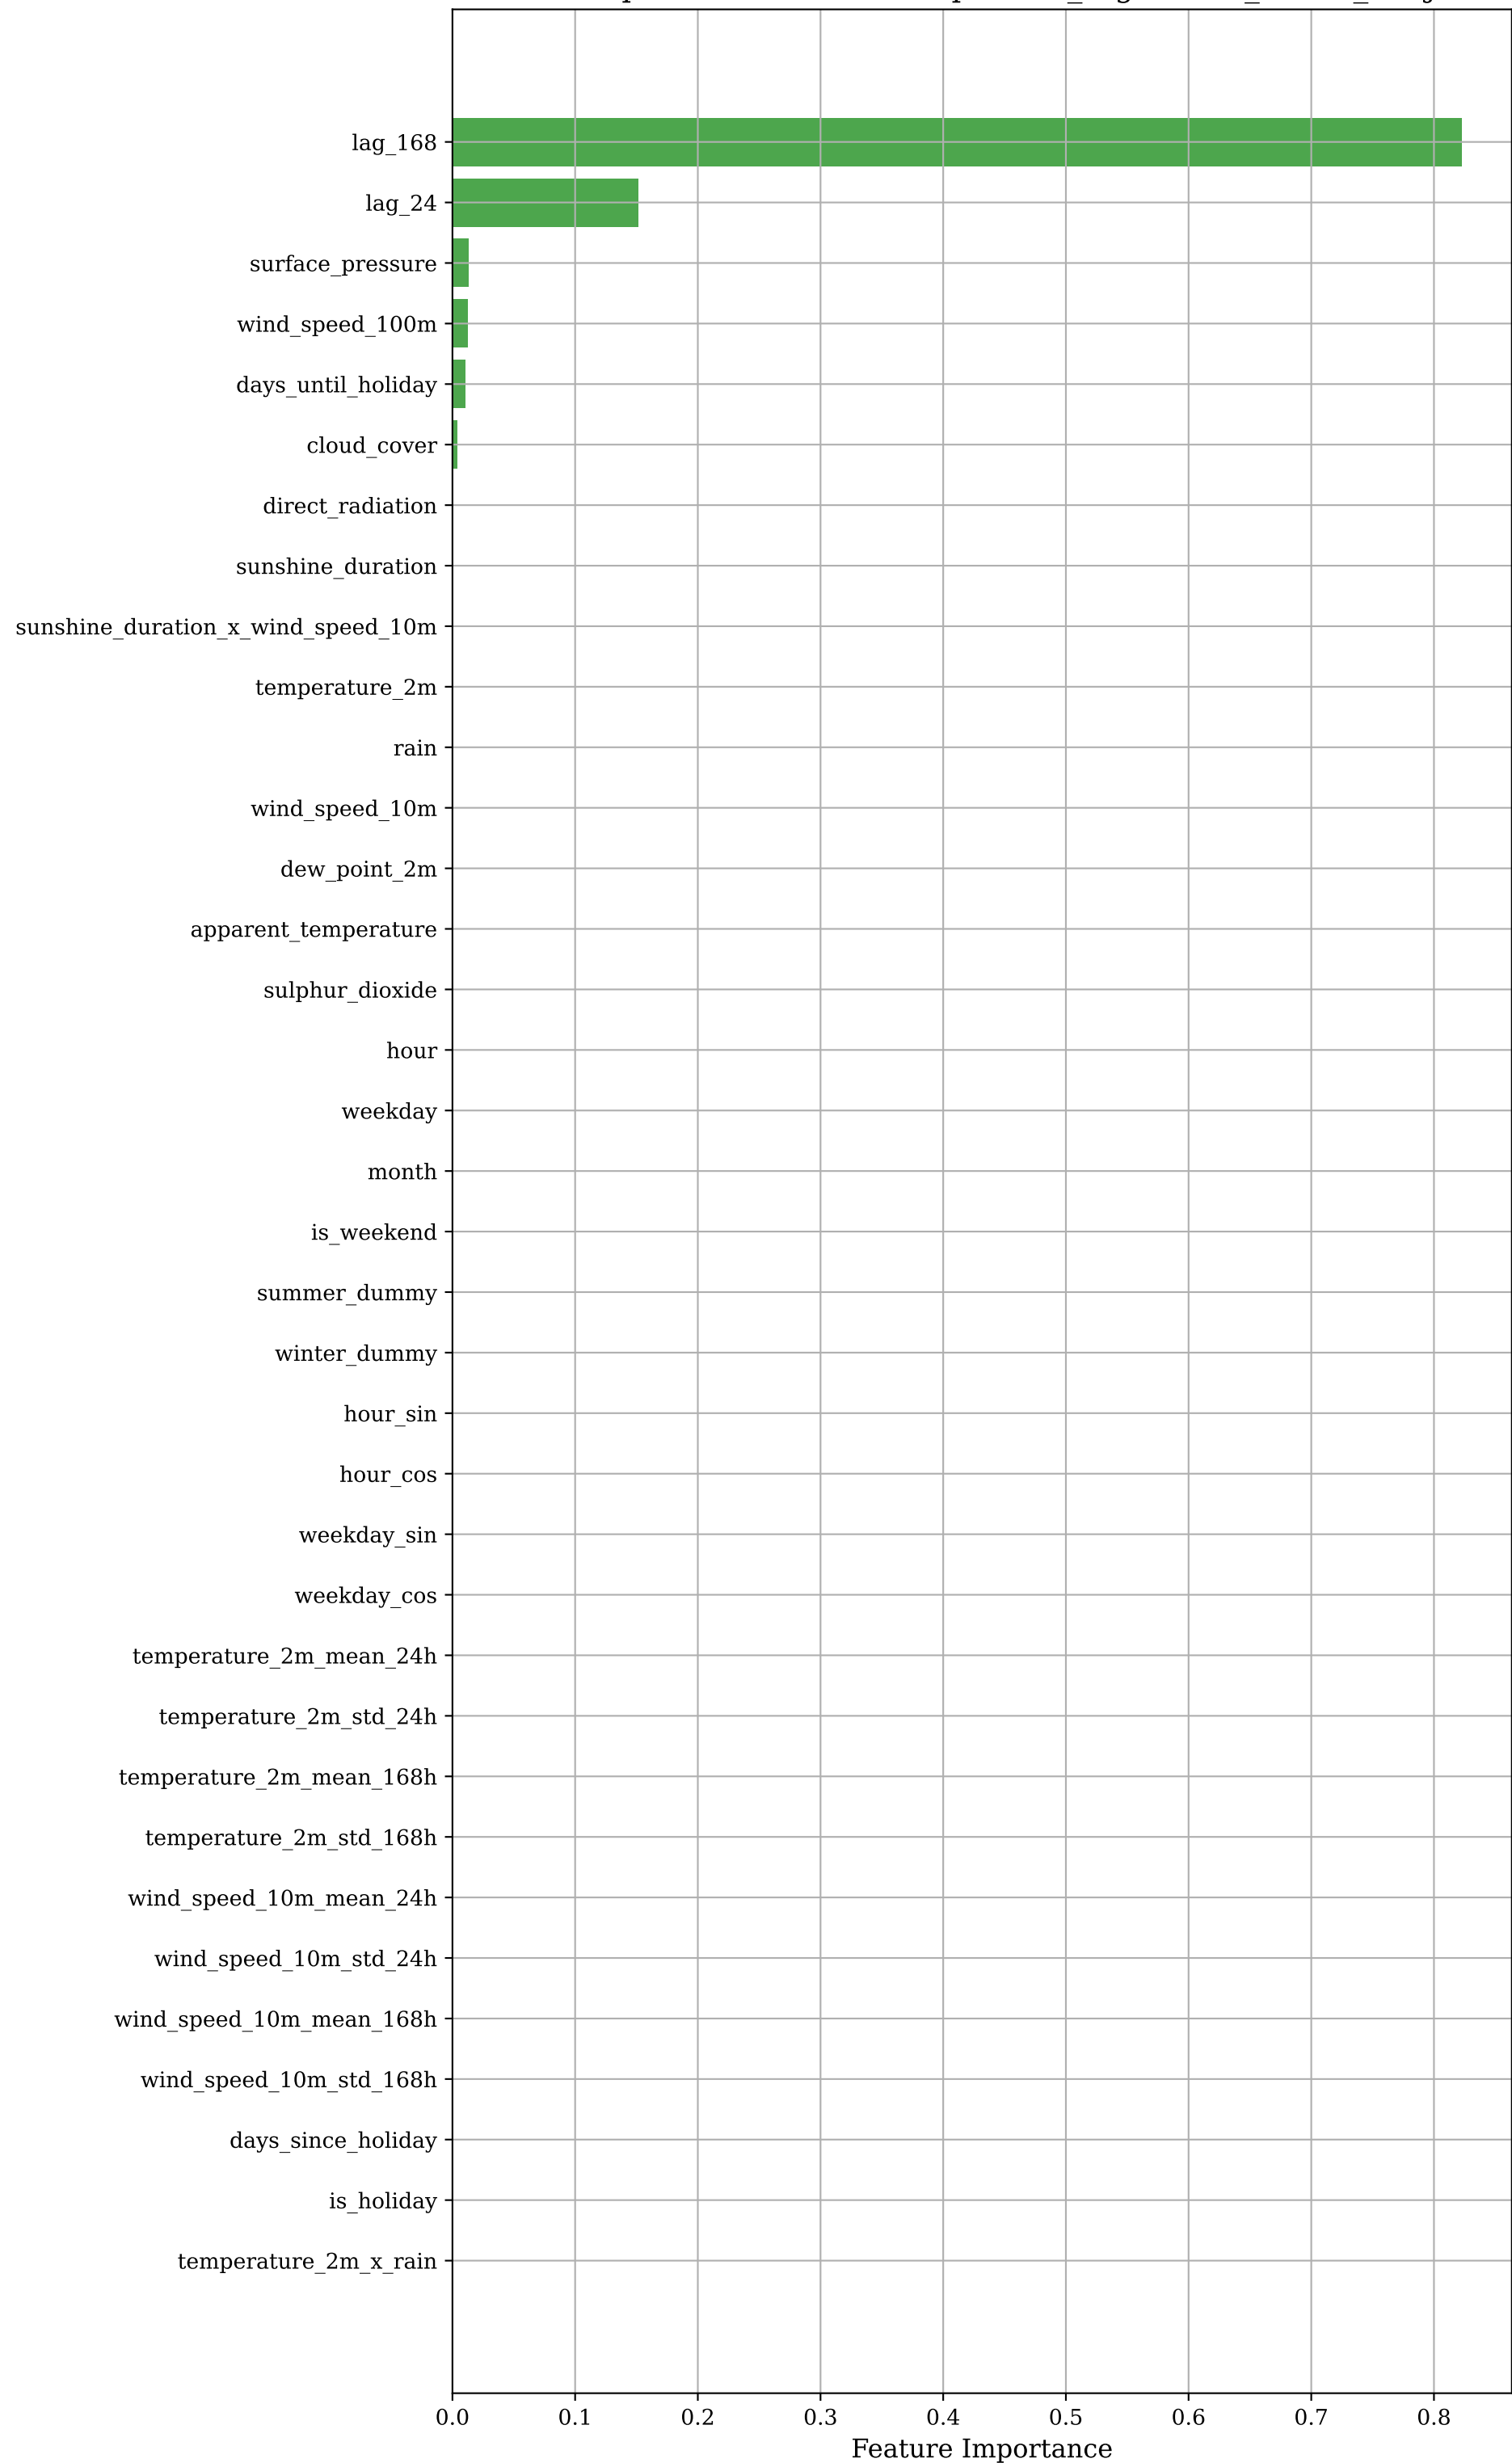 lag_168
lag_24
surface_pressure
wind_speed_100m
days_until_holiday
cloud_cover
direct_radiation
sunshine_duration
sunshine_duration_x_wind_speed_10m
temperature_2m
rain
wind_speed_10m
dew_point_2m
apparent_temperature
sulphur_dioxide
hour
weekday
month
is_weekend
summer_dummy
winter_dummy
hour_sin
hour_cos
weekday_sin
weekday_cos
temperature_2m_mean_24h
temperature_2m_std_24h
temperature_2m_mean_168h
temperature_2m_std_168h
wind_speed_10m_mean_24h
wind_speed_10m_std_24h
wind_speed_10m_mean_168h
wind_speed_10m_std_168h
days_since_holiday
is_holiday
temperature_2m_x_rain
0.0 0.1 0.2 0.3 0.4 0.5 0.6 0.7 0.8
Feature Importance